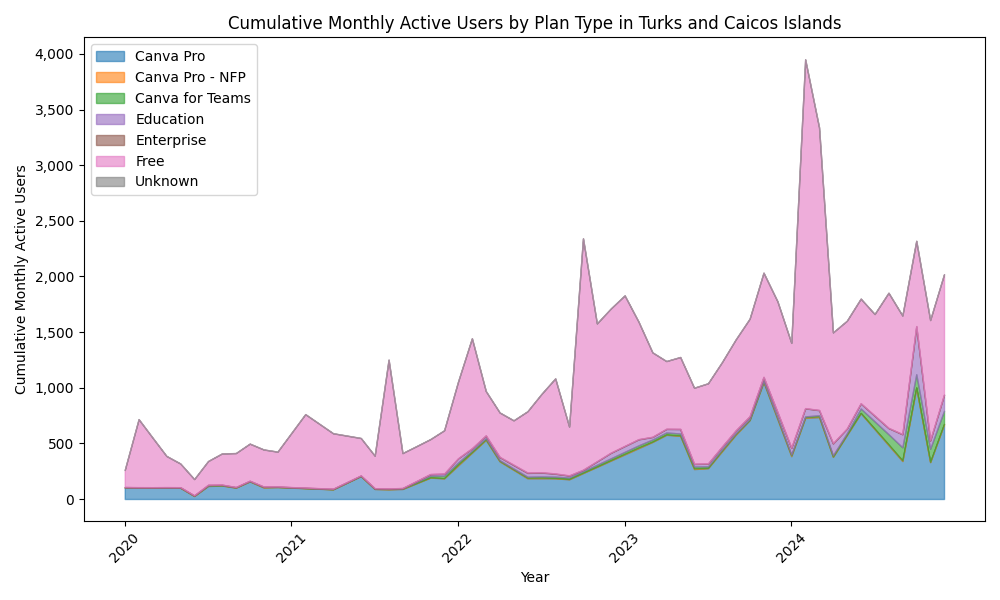 Cumulative Monthly Active Users by Plan Type in Turks and Caicos Islands
Cumulative Monthly Active Users
4,000
3,500
3,000
2,500
2,000
1,500
1,000
500
0
Canva Pro
Canva Pro - NFP
Canva for Teams
Education
Enterprise
Free
Unknown
2020
2021
2022
2023
2024
Year